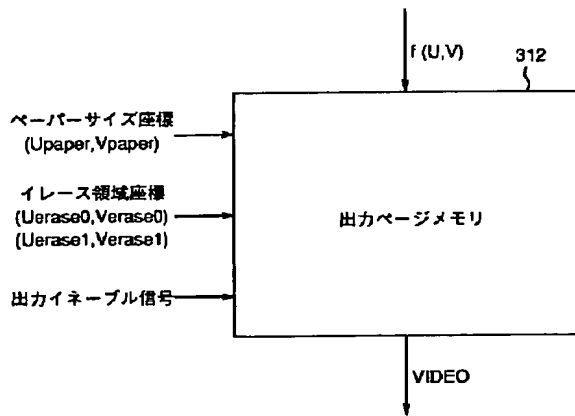 f (U,V)
312
ペーパーサイズ座標
(Upaper,Vpaper)
イレース領域座標
(Uerase0,Verase0)
(Uerase1,Verase1)
出力ページメモリ
出力イネーブル信号
VIDEO